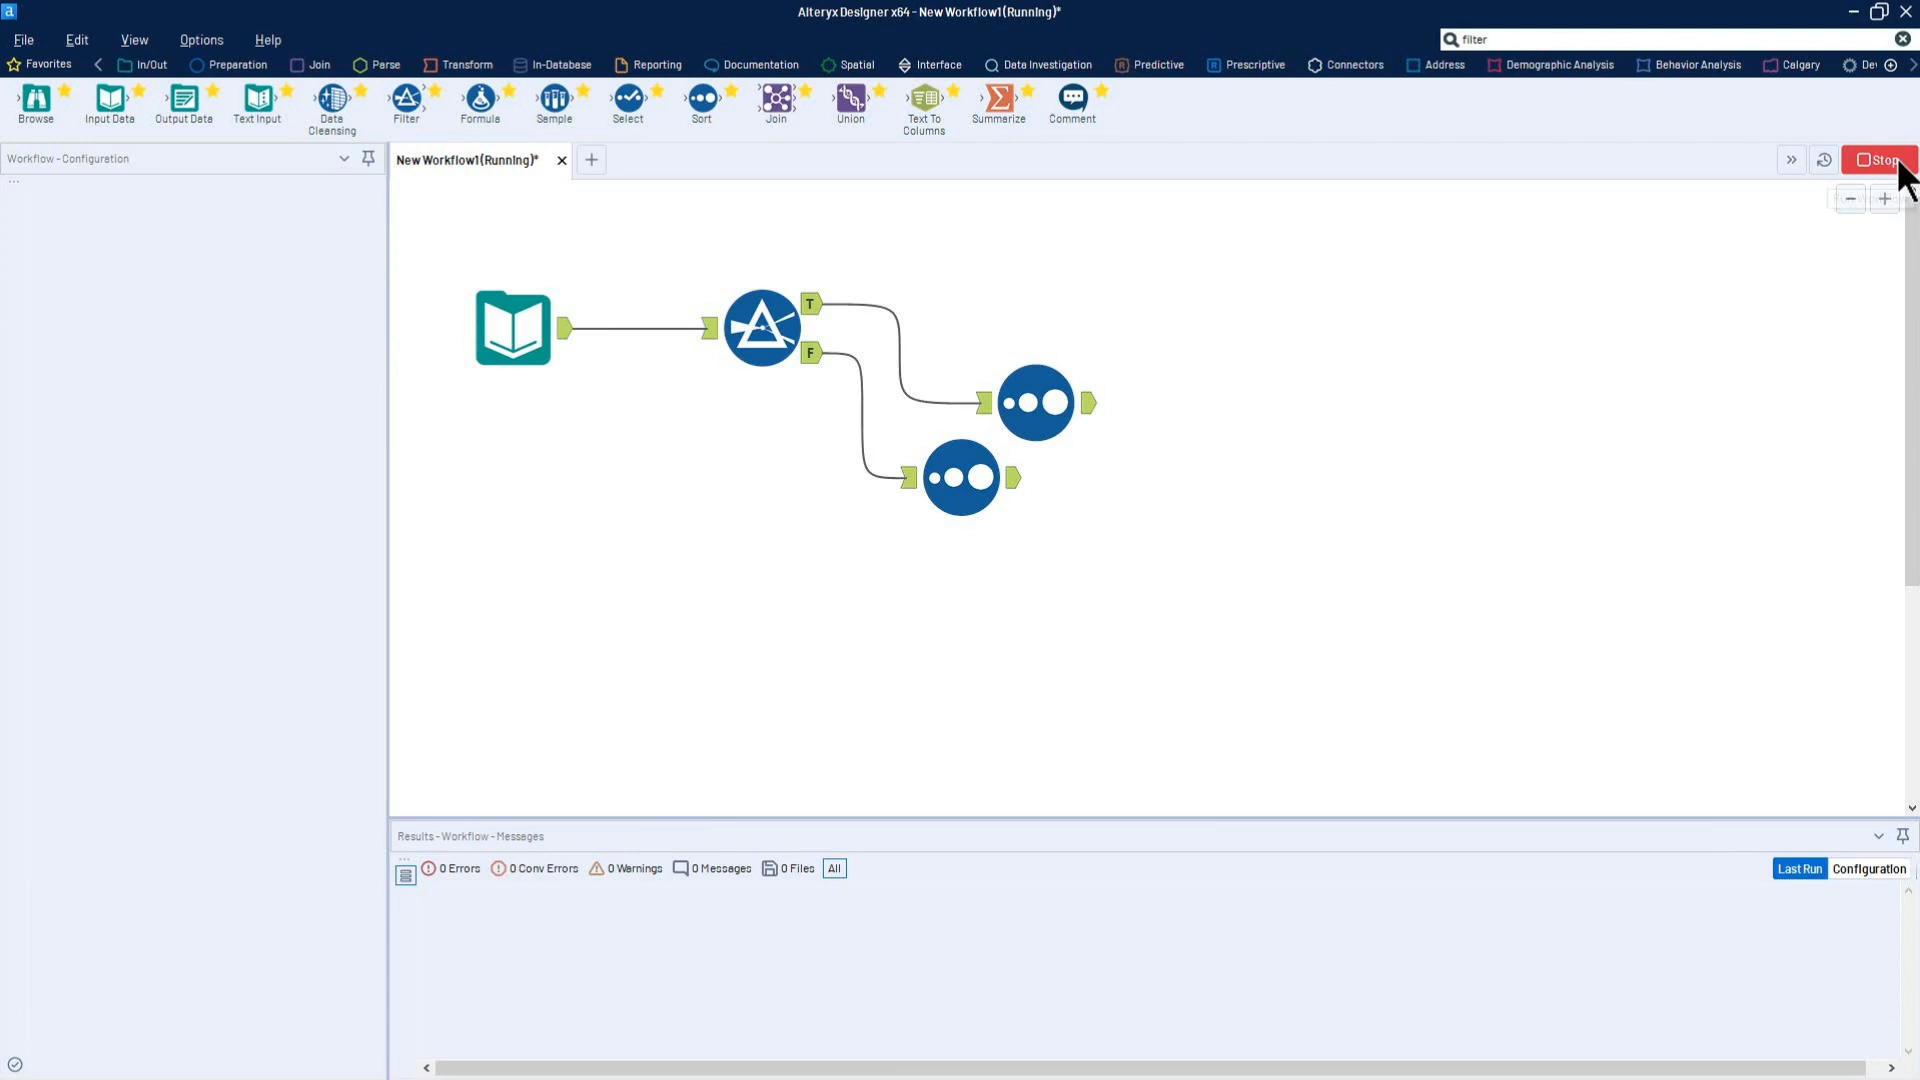 a
Alteryx Designer x64 - New Workflow1(Running)*
File Edit View Options Help
filter
Favorites In/Out Preparation Join Parse Transform In-Database Reporting Documentation Spatial Interface Data Investigation Predictive Prescriptive Connectors Address Demographic Analysis Behavior Analysis Calgary De
Browse Input Data Output Data Text Input Data Cleansing Filter Formula Sample Select Sort Join Union Text To Columns Summarize Comment
Workflow - Configuration
New Workflow1(Running)*
Stop
T
F
Results - Workflow - Messages
0 Errors 0 Conv Errors 0 Warnings 0 Messages 0 Files All
Last Run Configuration